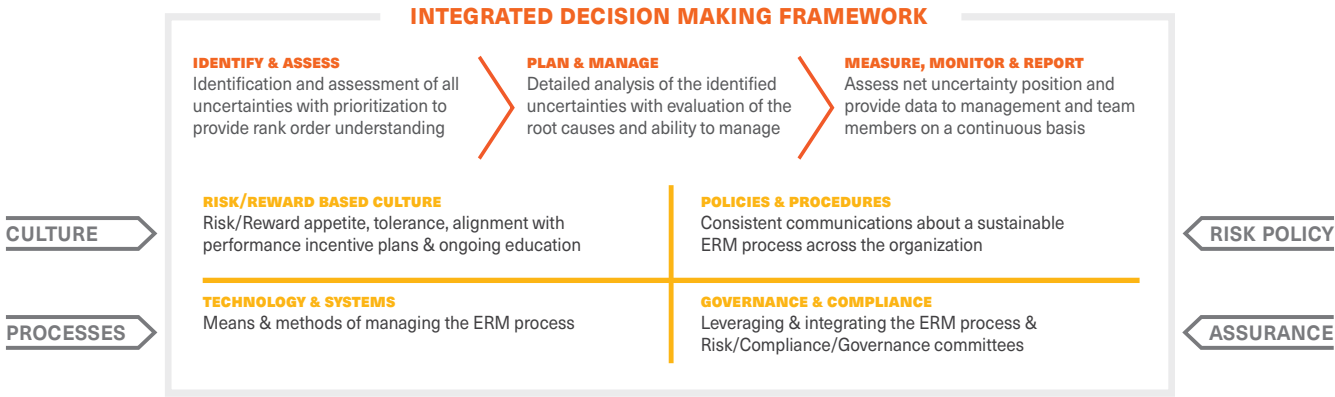 INTEGRATED DECISION MAKING FRAMEWORK
IDENTIFY & ASSESS
Identification and assessment of all
uncertainties with prioritization to
provide rank order understanding
PLAN & MANAGE
Detailed analysis of the identified
uncertainties with evaluation of the
root causes and ability to manage
MEASURE, MONITOR & REPORT
Assess net uncertainty position and
provide data to management and team
members on a continuous basis
CULTURE
RISK/REWARD BASED CULTURE
Risk/Reward appetite, tolerance, alignment with
performance incentive plans & ongoing education
POLICIES & PROCEDURES
Consistent communications about a sustainable
ERM process across the organization
RISK POLICY
PROCESSES
TECHNOLOGY & SYSTEMS
Means & methods of managing the ERM process
GOVERNANCE & COMPLIANCE
Leveraging & integrating the ERM process &
Risk/Compliance/Governance committees
ASSURANCE